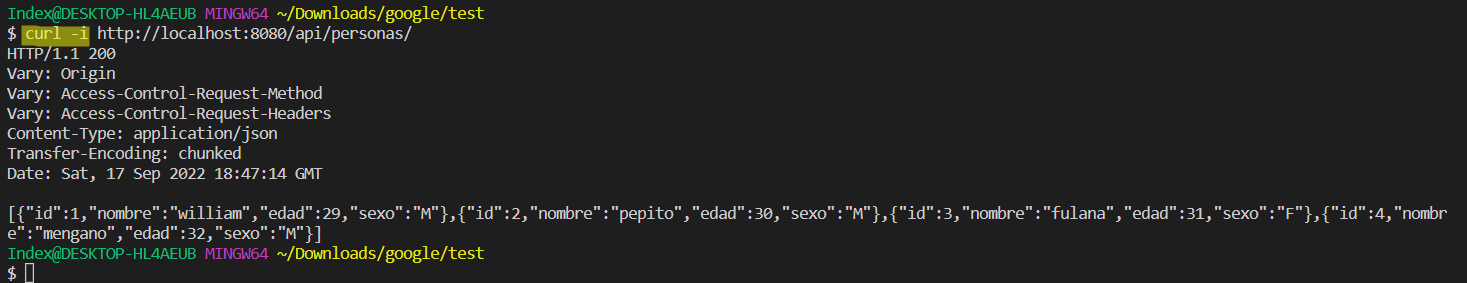 Index@DESKTOP-HL4AEUB MINGW64 ~/Downloads/google/test
$ curl -i http://localhost:8080/api/personas/
HTTP/1.1 200
Vary: Origin
Vary: Access-Control-Request-Method
Vary: Access-Control-Request-Headers
Content-Type: application/json
Transfer-Encoding: chunked
Date: Sat, 17 Sep 2022 18:47:14 GMT
[{"id":1,"nombre":"william","edad":29,"sexo":"M"},{"id":2,"nombre":"pepito","edad":30,"sexo":"M"},{"id":3,"nombre":"fulana","edad":31,"sexo":"F"},{"id":4,"nombr
e":"mengano","edad":32,"sexo":"M"}]
Index@DESKTOP-HL4AEUB MINGW64 ~/Downloads/google/test
$